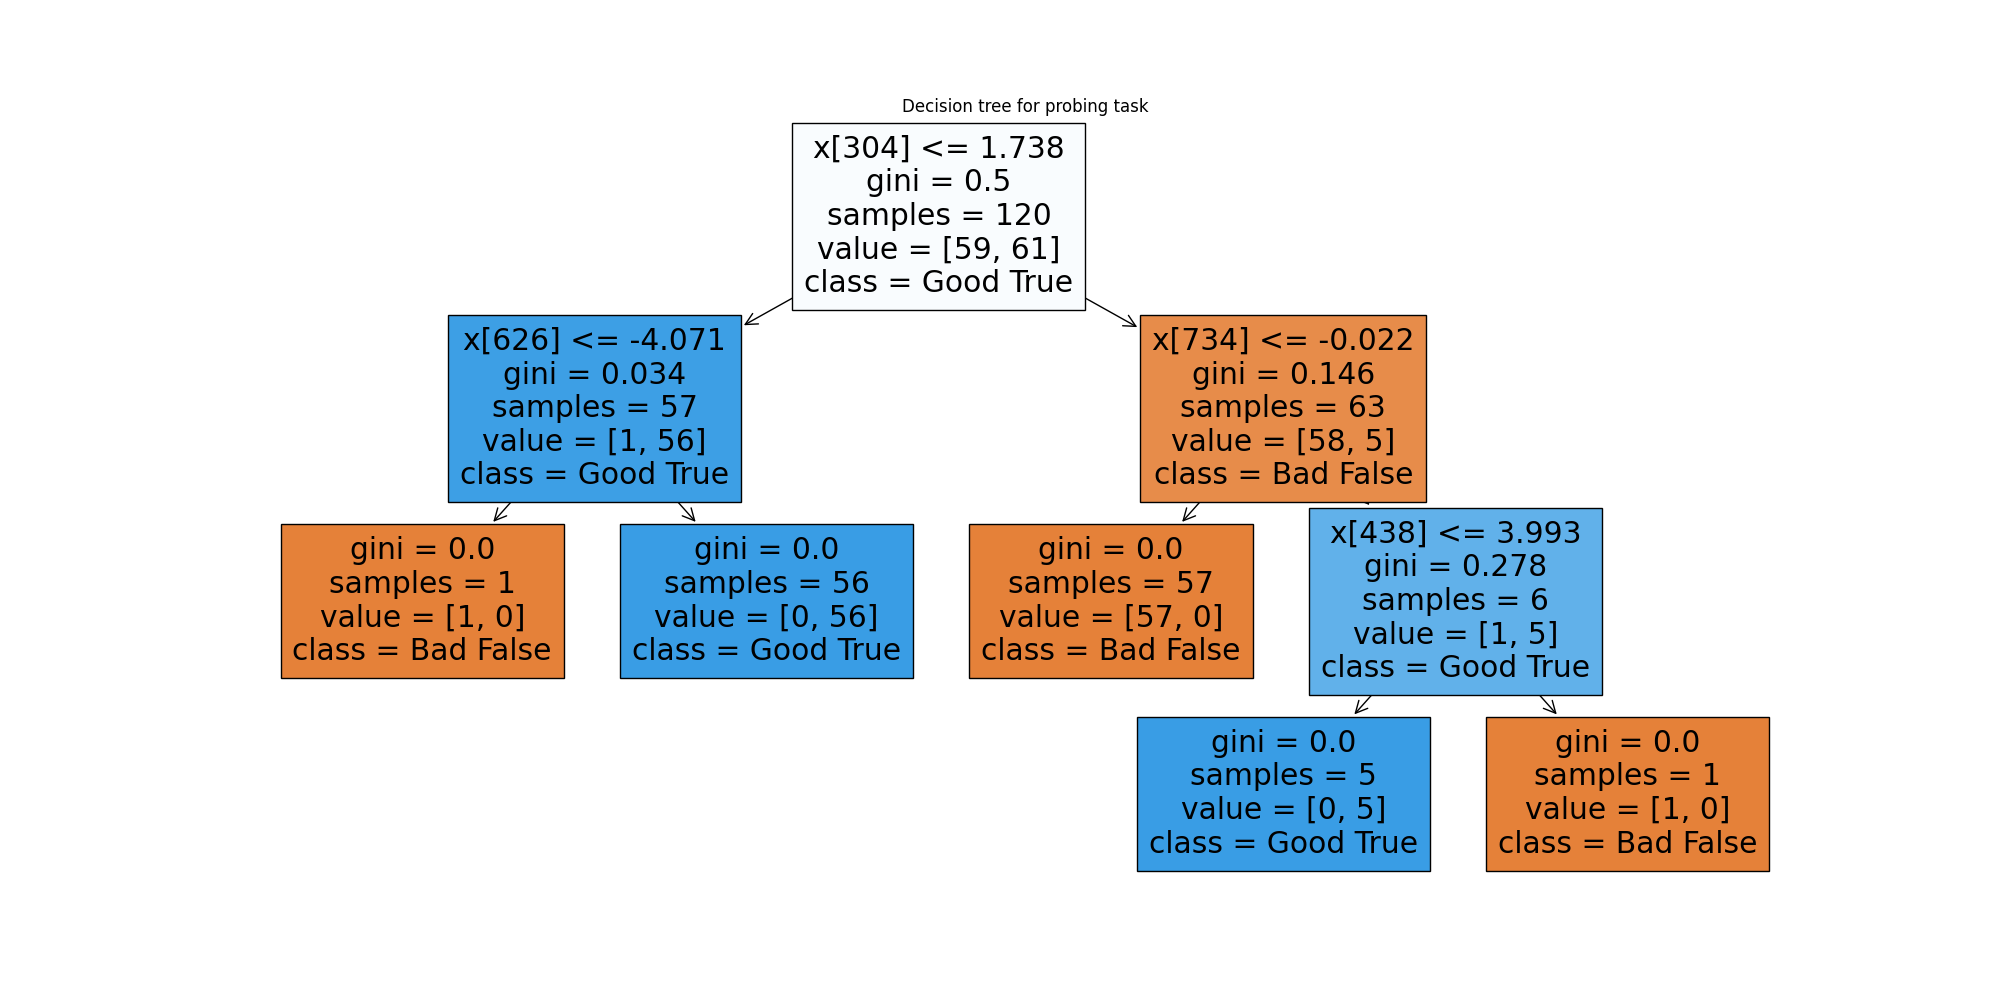 Decision tree for probing task
x[304] <= 1.738
gini = 0.5
samples = 120
value = [59, 61]
class = Good True
x[626] <= -4.071
gini = 0.034
samples = 57
value = [1, 56]
class = Good True
x[734] <= -0.022
gini = 0.146
samples = 63
value = [58, 5]
class = Bad False
gini = 0.0
samples = 1
value = [1, 0]
class = Bad False
gini = 0.0
samples = 56
value = [0, 56]
class = Good True
gini = 0.0
samples = 57
value = [57, 0]
class = Bad False
x[438] <= 3.993
gini = 0.278
samples = 6
value = [1, 5]
class = Good True
gini = 0.0
samples = 5
value = [0, 5]
class = Good True
gini = 0.0
samples = 1
value = [1, 0]
class = Bad False